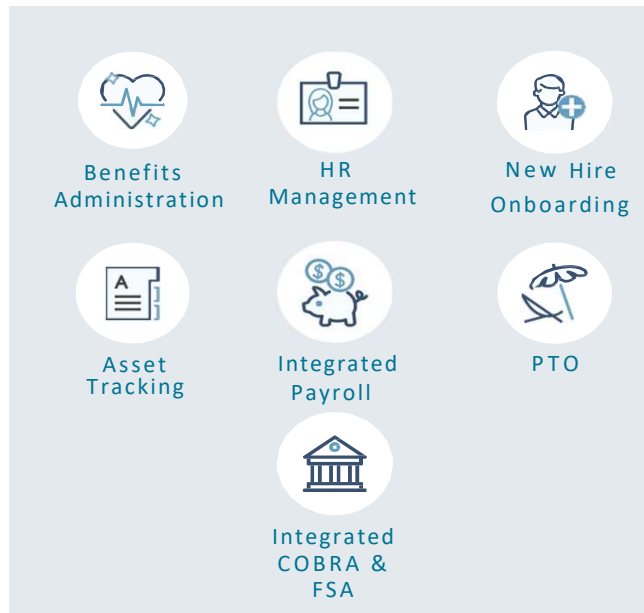 Benefits
Administration
HR
Management
New Hire
Onboarding
A
Asset
Tracking
$ $
Integrated
Payroll
PTO
Integrated
COBRA &
FSA